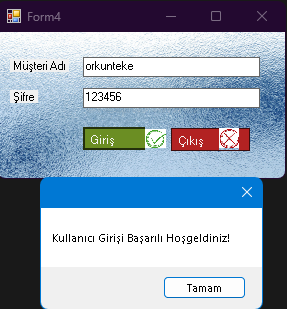 Form4
Müşteri Adı orkunteke
Şifre 123456
Giriş Çıkış
Kullanıcı Girişi Başarılı Hoşgeldiniz!
Tamam